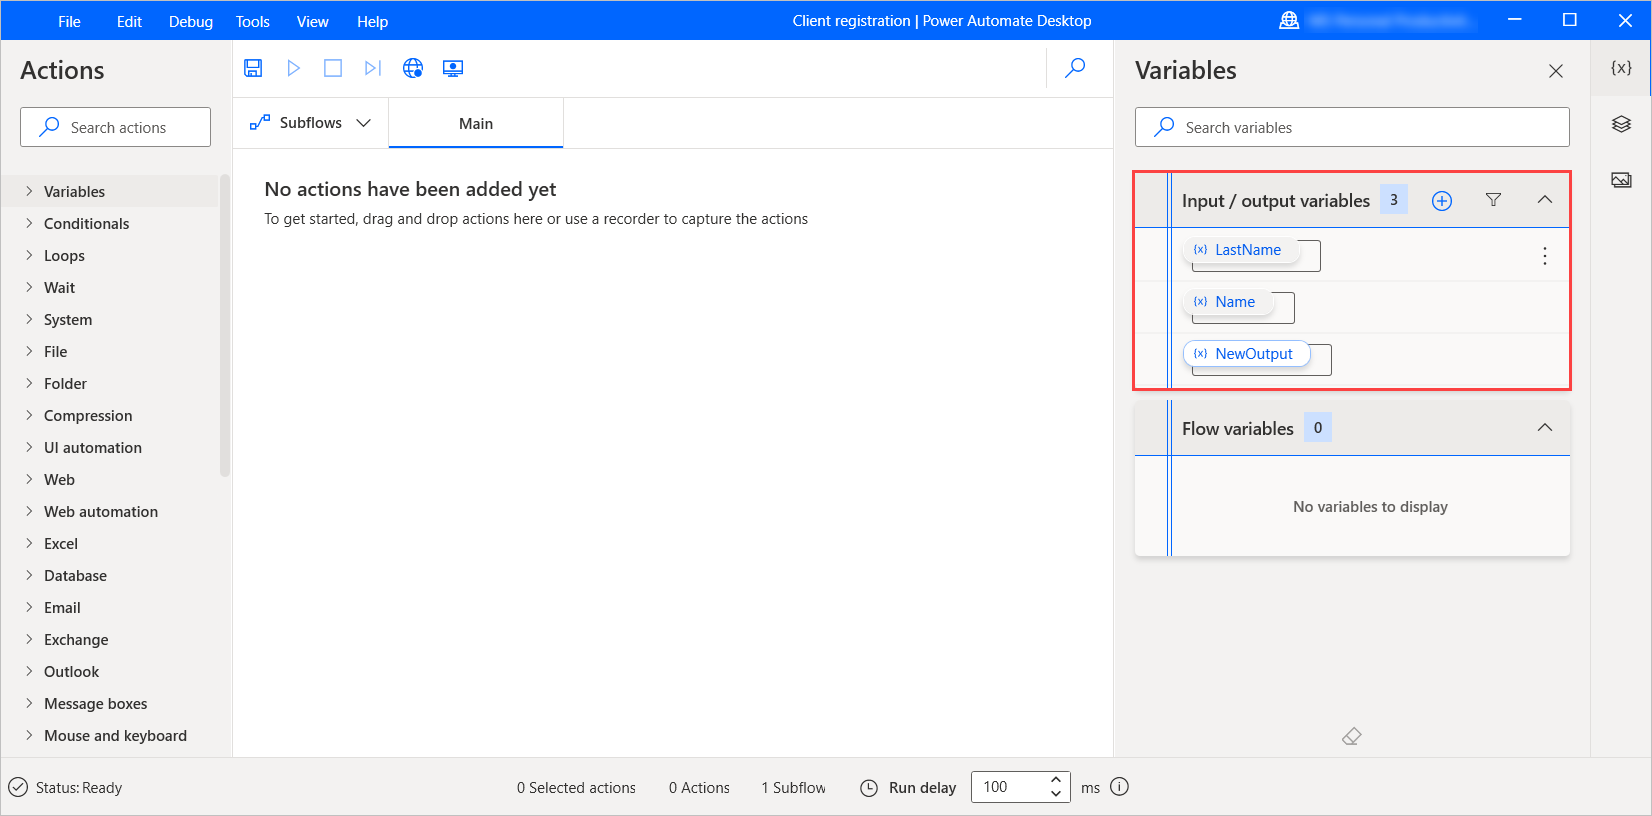 File Edit Debug Tools View Help
Client registration | Power Automate Desktop
Actions
Search actions
Variables
Conditionals
Loops
Wait
System
File
Folder
Compression
UI automation
Web
Web automation
Excel
Database
Email
Exchange
Outlook
Message boxes
Mouse and keyboard
Subflows
Main
No actions have been added yet
To get started, drag and drop actions here or use a recorder to capture the actions
Variables
{x}
Search variables
Input / output variables 3
{x} LastName
{x} Name
{x} NewOutput
Flow variables 0
No variables to display
Status: Ready
0 Selected actions
0 Actions
1 Subflow
Run delay
100
ms